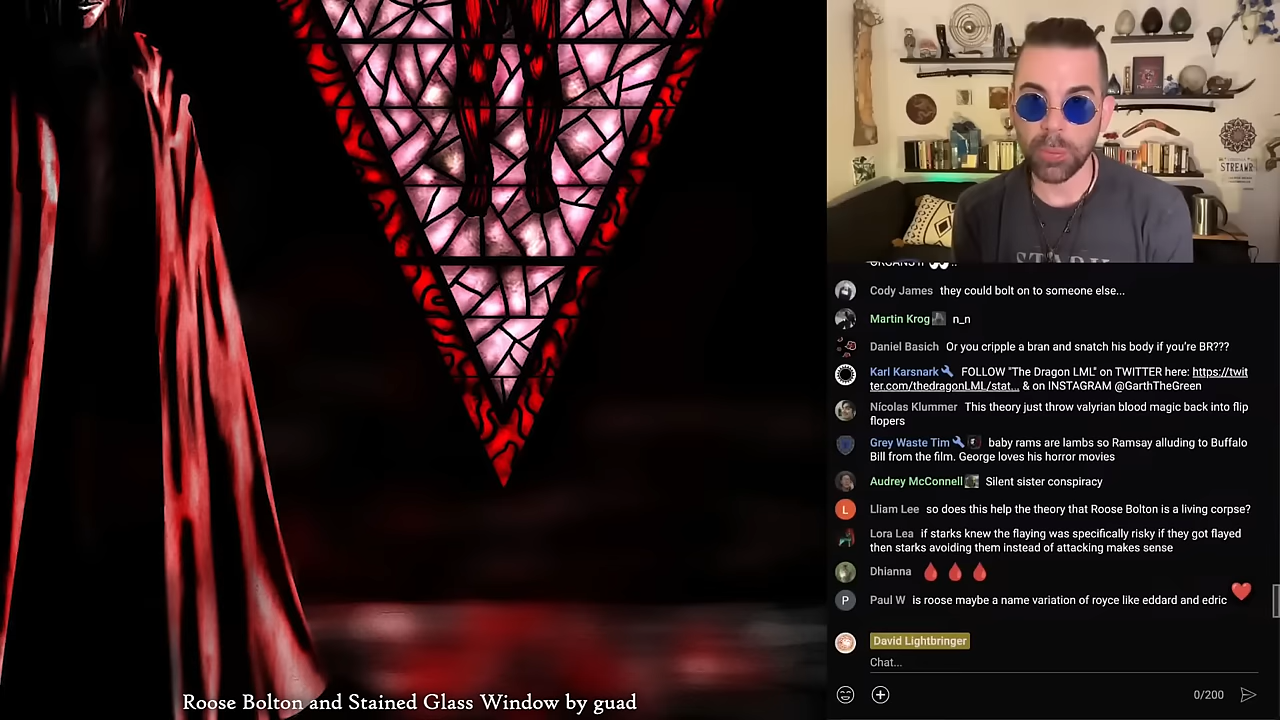 STREAMR
STARK
Cody James they could bolt on to someone else...
Martin Krog n_n
Daniel Basich Or you cripple a bran and snatch his body if you're BR???
Karl Karsnark FOLLOW "The Dragon LML" on TWITTER here: https://twit
ter.com/thedragonLML/stat... & on INSTAGRAM @GarthTheGreen
Nícolas Klummer This theory just throw valyrian blood magic back into flip
flopers
Grey Waste Tim baby rams are lambs so Ramsay alluding to Buffalo
Bill from the film. George loves his horror movies
Audrey McConnell Silent sister conspiracy
L Lliam Lee so does this help the theory that Roose Bolton is a living corpse?
Lora Lea if starks knew the flaying was specifically risky if they got flayed
then starks avoiding them instead of attacking makes sense
Dhianna 🩸 🩸 🩸
P Paul W is roose maybe a name variation of royce like eddard and edric
David Lightbringer
Chat...
0/200
Roose Bolton and Stained Glass Window by guad